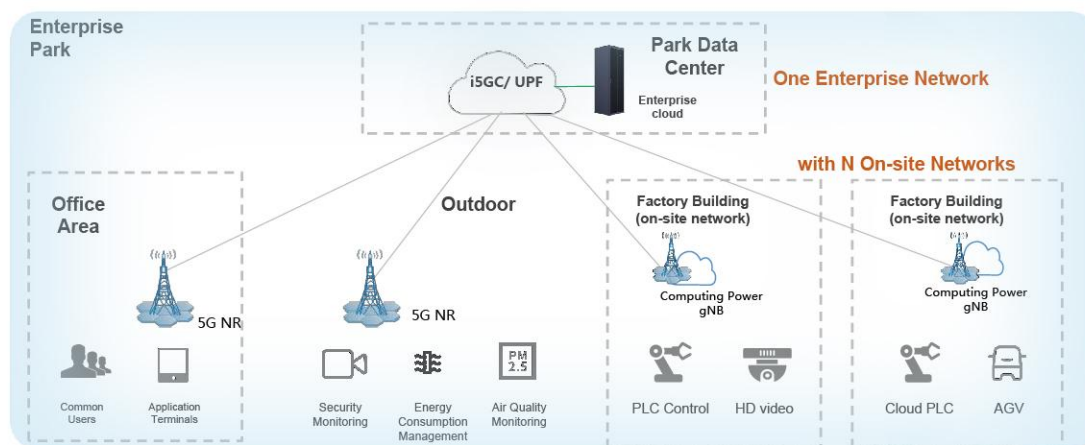 Enterprise
Park
i5GC/ UPF
Park Data
Center
Enterprise
cloud
One Enterprise Network
with N On-site Networks
Office
Area
5G NR
Common
Users
Application
Terminals
Outdoor
5G NR
Security
Monitoring
Energy
Consumption
Management
PM
2.5
Air Quality
Monitoring
Factory Building
(on-site network)
Computing Power
gNB
PLC Control
HD video
Factory Building
(on-site network)
Computing Power
gNB
Cloud PLC
AGV